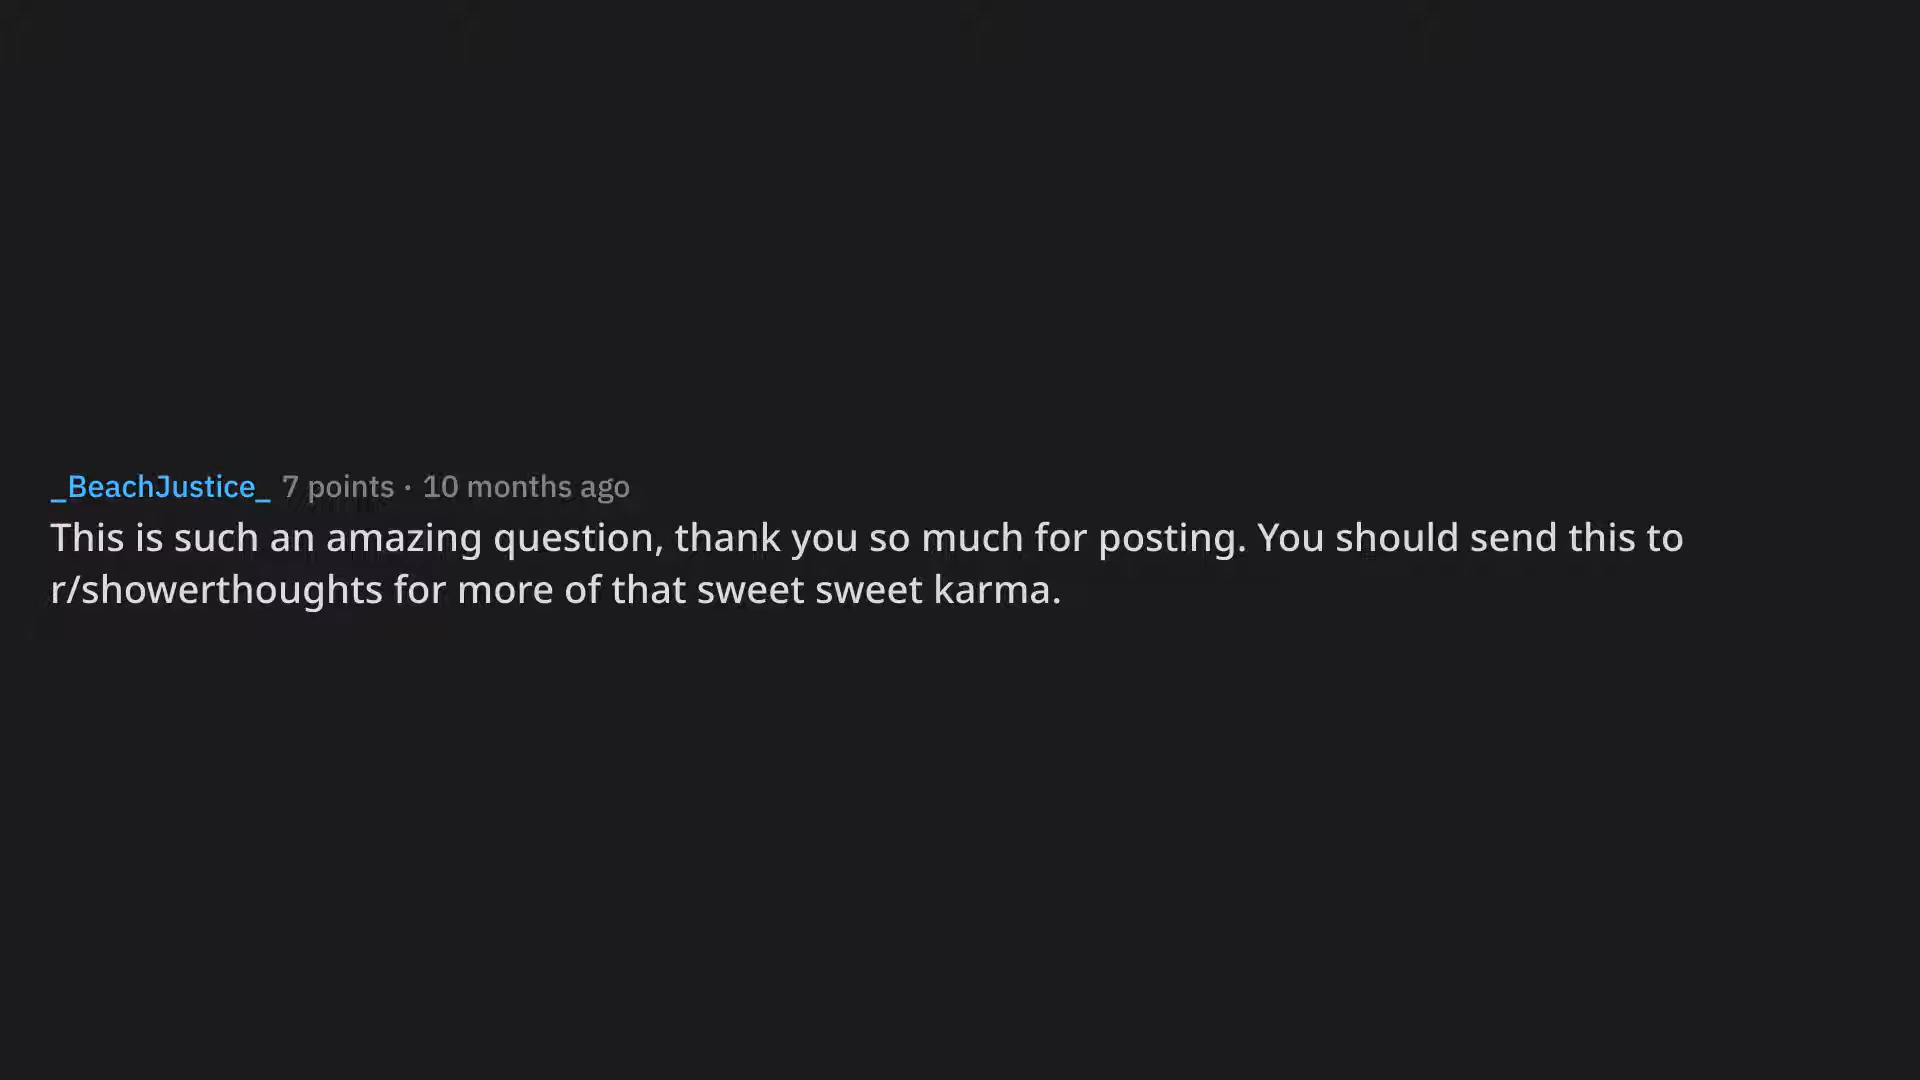 _BeachJustice_ 7 points · 10 months ago
This is such an amazing question, thank you so much for posting. You should send this to
r/showerthoughts for more of that sweet sweet karma.